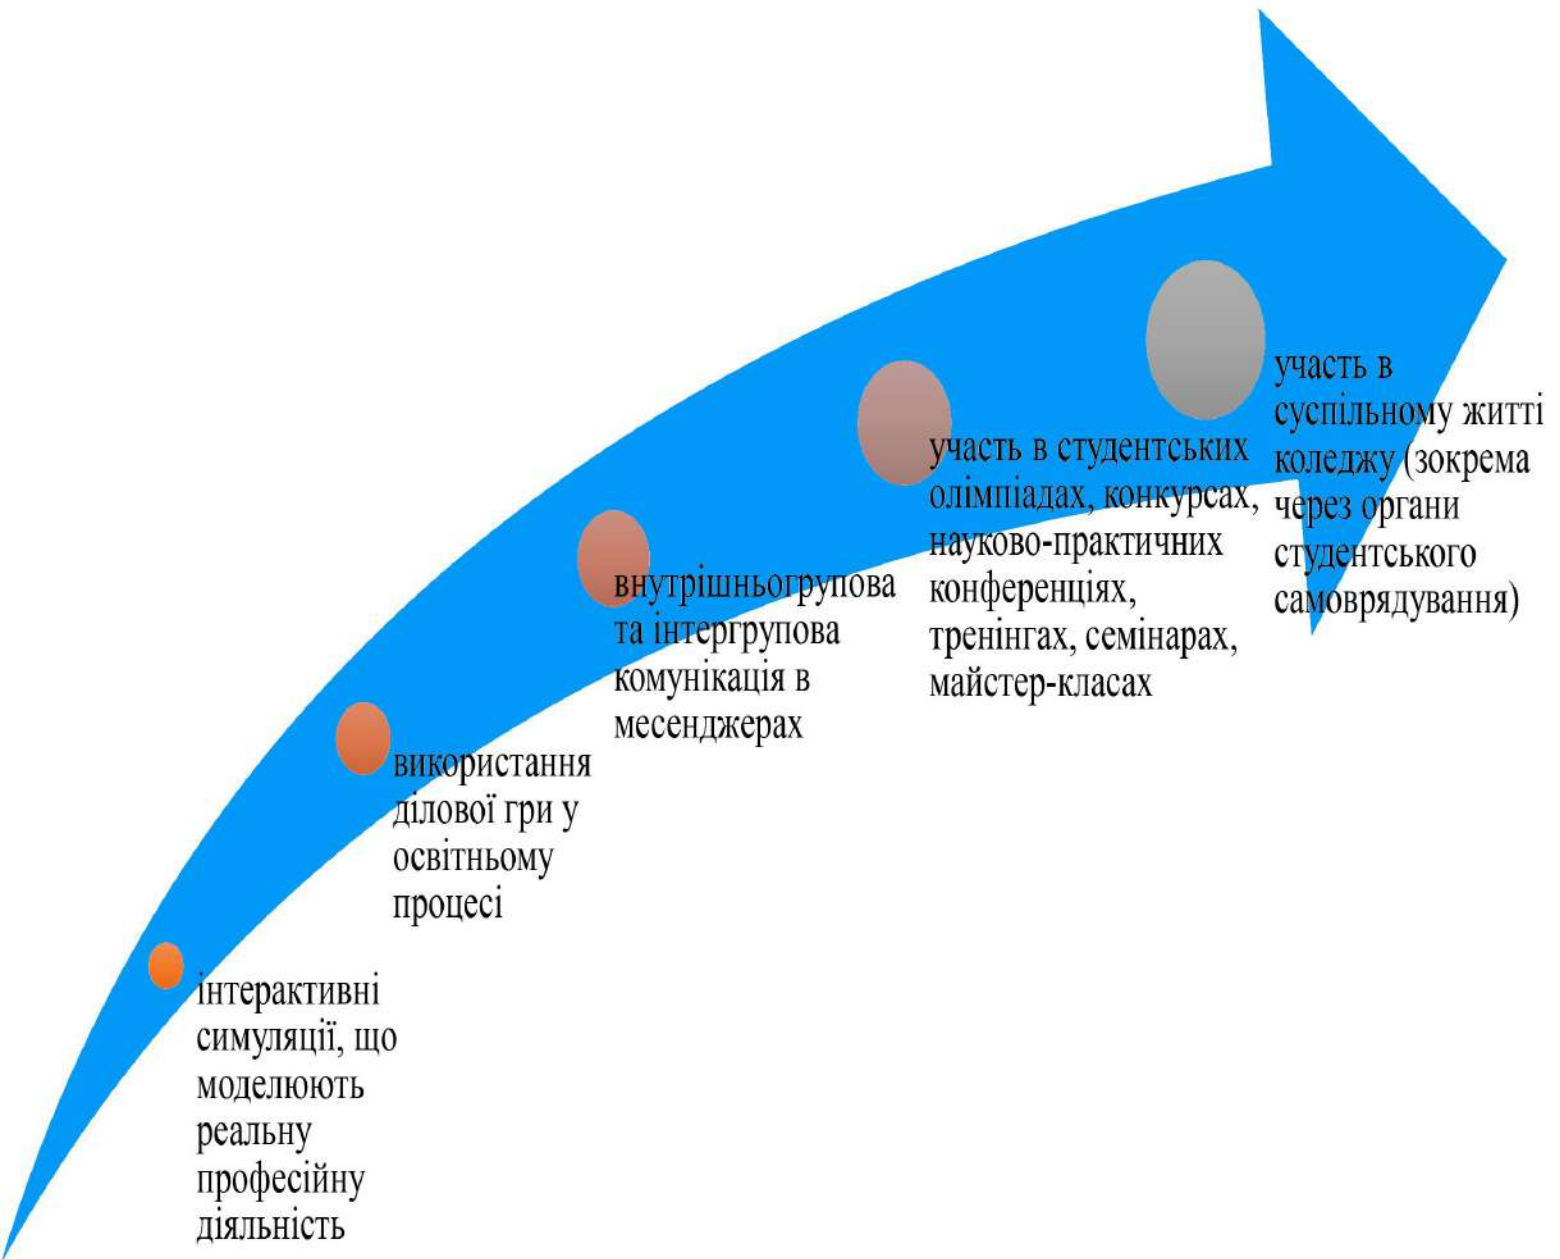 інтерактивні
симуляції, що
моделюють
реальну
професійну
діяльність
використання
ділової гри у
освітньому
процесі
внутрішньогрупова
та інтергрупова
комунікація в
месенджерах
участь в студентських
олімпіадах, конкурсах,
науково-практичних
конференціях,
тренінгах, семінарах,
майстер-класах
участь в
суспільному житті
коледжу (зокрема
через органи
студентського
самоврядування)